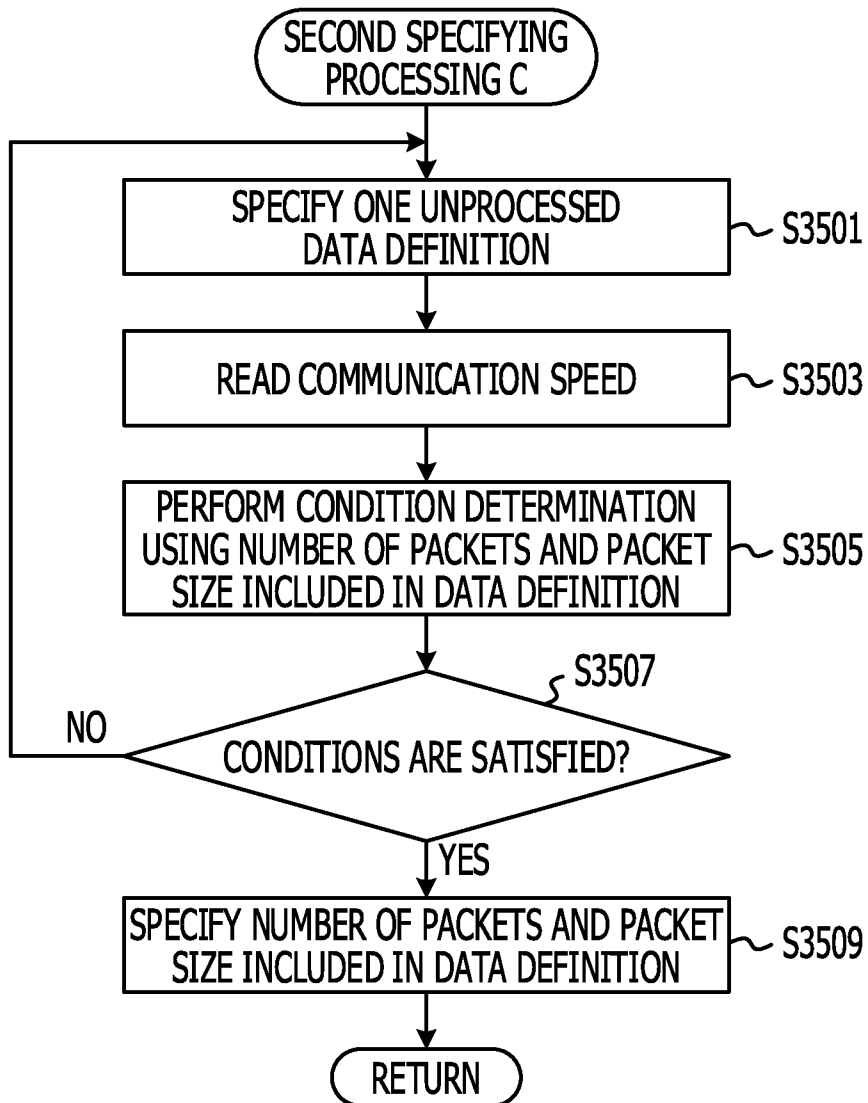 SECOND SPECIFYING
PROCESSING C
SPECIFY ONE UNPROCESSED
DATA DEFINITION
S3501
READ COMMUNICATION SPEED
S3503
PERFORM CONDITION DETERMINATION
USING NUMBER OF PACKETS AND PACKET
SIZE INCLUDED IN DATA DEFINITION
S3505
S3507
NO
CONDITIONS ARE SATISFIED?
YES
SPECIFY NUMBER OF PACKETS AND PACKET
SIZE INCLUDED IN DATA DEFINITION
S3509
RETURN